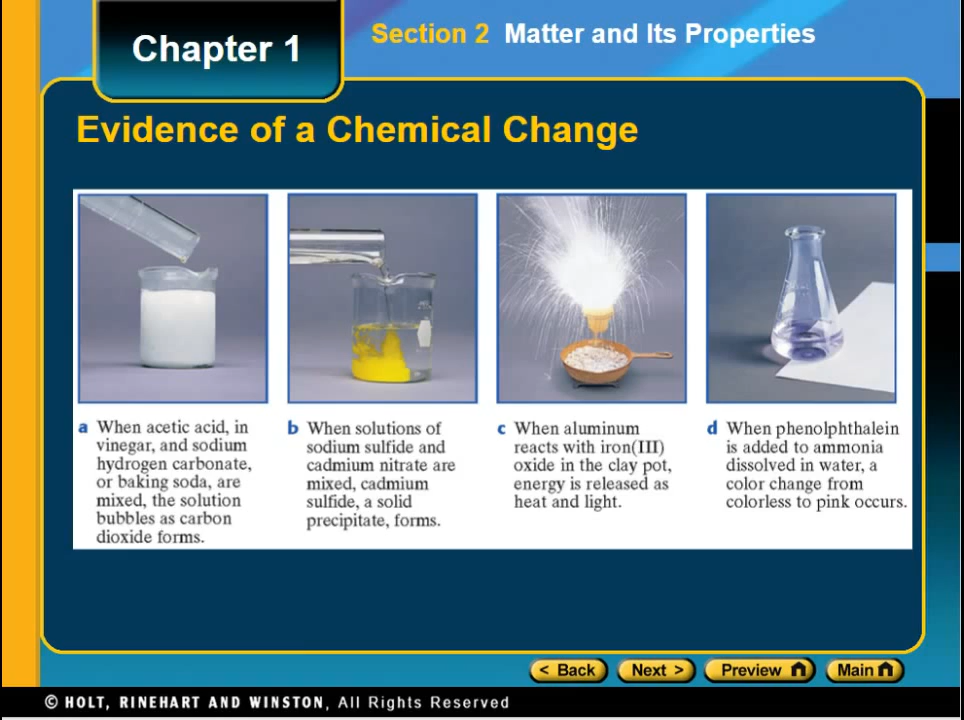 Chapter 1
Section 2 Matter and Its Properties
Evidence of a Chemical Change
a When acetic acid, in
vinegar, and sodium
hydrogen carbonate,
or baking soda, are
mixed, the solution
bubbles as carbon
dioxide forms.
b When solutions of
sodium sulfide and
cadmium nitrate are
mixed, cadmium
sulfide, a solid
precipitate, forms.
c When aluminum
reacts with iron(III)
oxide in the clay pot,
energy is released as
heat and light.
d When phenolphthalein
is added to ammonia
dissolved in water, a
color change from
colorless to pink occurs.
< Back Next > Preview Main
© HOLT, RINEHART AND WINSTON, All Rights Reserved